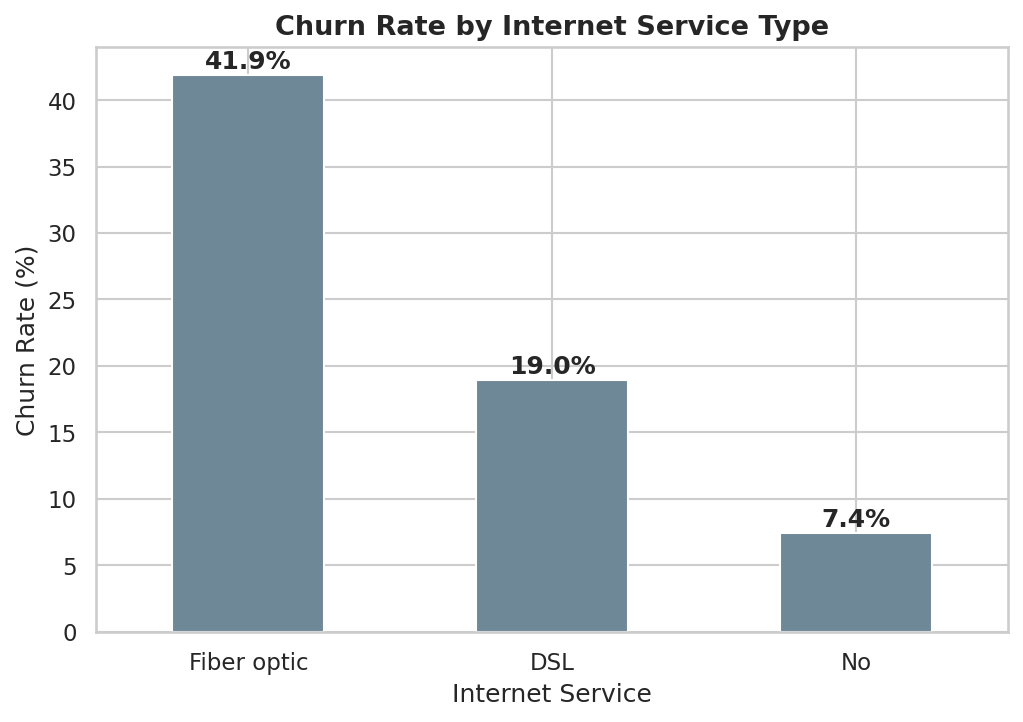 Churn Rate by Internet Service Type
41.9%
40
35
30
25
20
15
10
5
0
19.0%
7.4%
Churn Rate (%)
Fiber optic
DSL
No
Internet Service